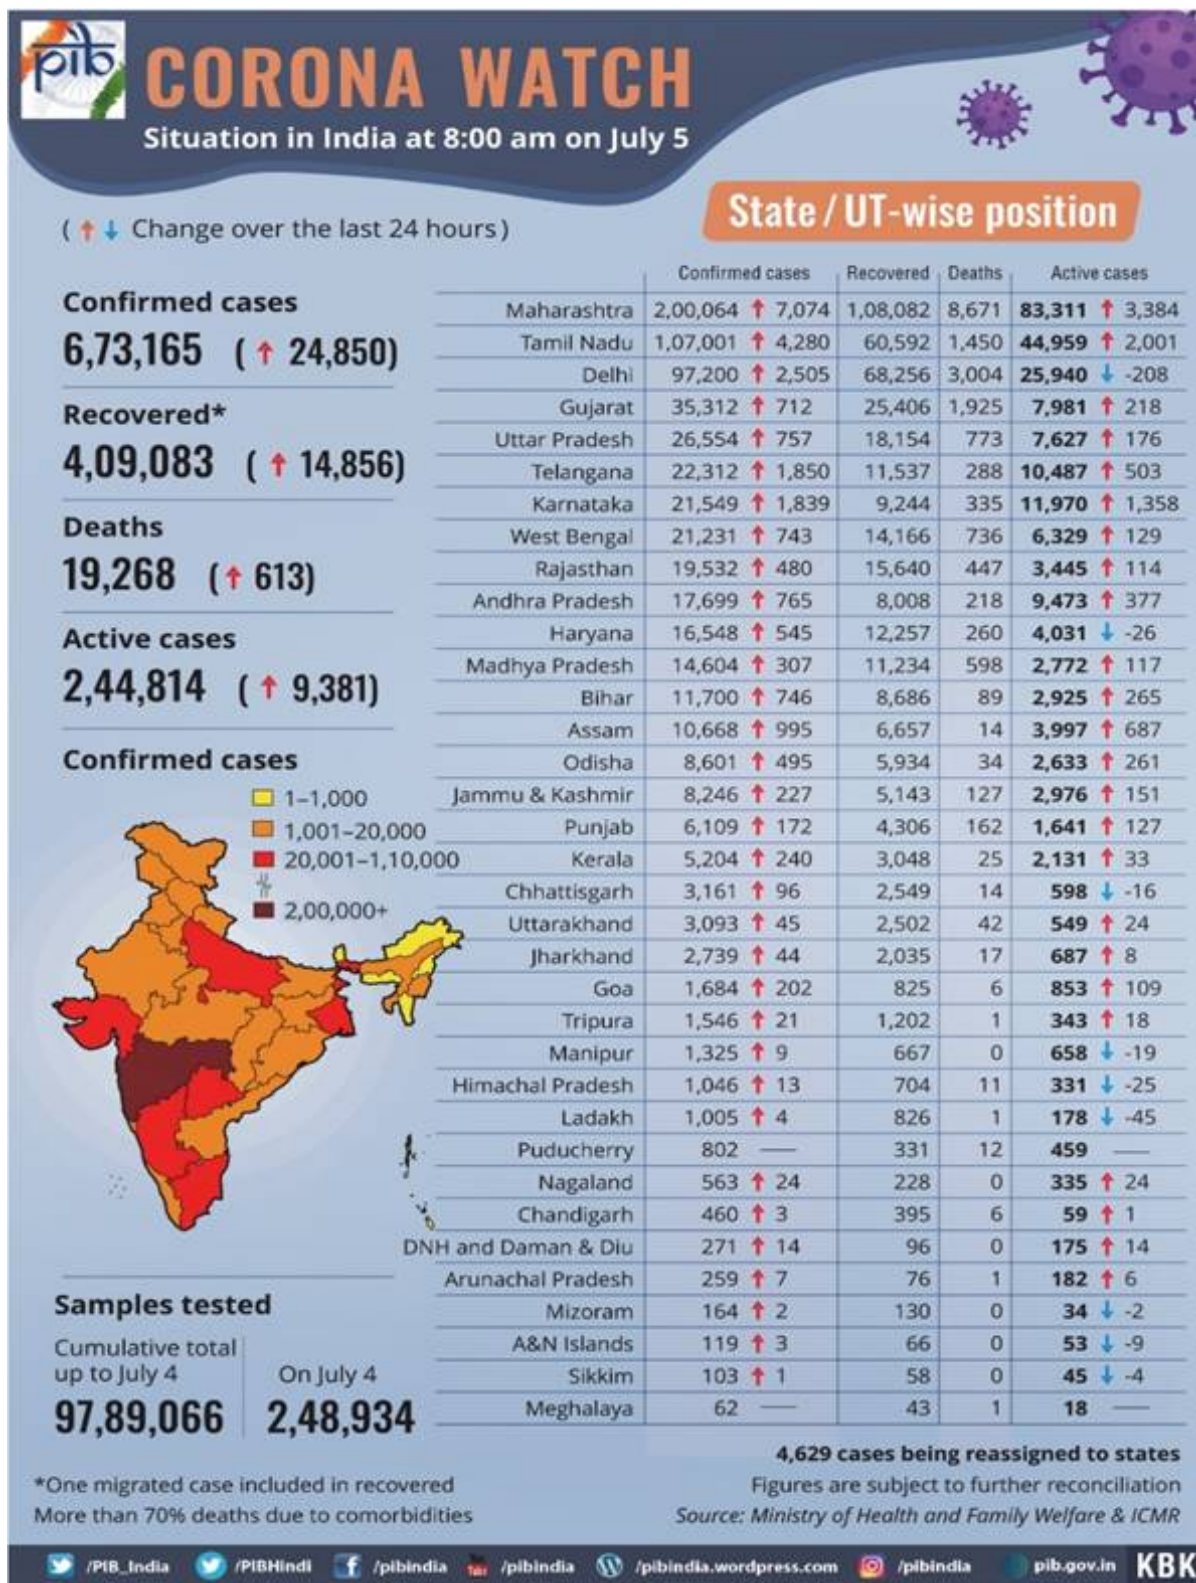 पीआईबी
pib
CORONA WATCH
Situation in India at 8:00 am on July 5
( ↑ ↓ Change over the last 24 hours )
State / UT-wise position
Confirmed cases
6,73,165 ( ↑ 24,850)
Recovered*
4,09,083 ( ↑ 14,856)
Deaths
19,268 (↑ 613)
Active cases
2,44,814 ( ↑ 9,381)
Confirmed cases
1–1,000
1,001–20,000
20,001–1,10,000
2,00,000+
Samples tested
Cumulative total
up to July 4
97,89,066
On July 4
2,48,934
Confirmed cases Recovered Deaths Active cases
Maharashtra 2,00,064 ↑ 7,074 1,08,082 8,671 83,311 ↑ 3,384
Tamil Nadu 1,07,001 ↑ 4,280 60,592 1,450 44,959 ↑ 2,001
Delhi 97,200 ↑ 2,505 68,256 3,004 25,940 ↓ -208
Gujarat 35,312 ↑ 712 25,406 1,925 7,981 ↑ 218
Uttar Pradesh 26,554 ↑ 757 18,154 773 7,627 ↑ 176
Telangana 22,312 ↑ 1,850 11,537 288 10,487 ↑ 503
Karnataka 21,549 ↑ 1,839 9,244 335 11,970 ↑ 1,358
West Bengal 21,231 ↑ 743 14,166 736 6,329 ↑ 129
Rajasthan 19,532 ↑ 480 15,640 447 3,445 ↑ 114
Andhra Pradesh 17,699 ↑ 765 8,008 218 9,473 ↑ 377
Haryana 16,548 ↑ 545 12,257 260 4,031 ↓ -26
Madhya Pradesh 14,604 ↑ 307 11,234 598 2,772 ↑ 117
Bihar 11,700 ↑ 746 8,686 89 2,925 ↑ 265
Assam 10,668 ↑ 995 6,657 14 3,997 ↑ 687
Odisha 8,601 ↑ 495 5,934 34 2,633 ↑ 261
Jammu & Kashmir 8,246 ↑ 227 5,143 127 2,976 ↑ 151
Punjab 6,109 ↑ 172 4,306 162 1,641 ↑ 127
Kerala 5,204 ↑ 240 3,048 25 2,131 ↑ 33
Chhattisgarh 3,161 ↑ 96 2,549 14 598 ↓ -16
Uttarakhand 3,093 ↑ 45 2,502 42 549 ↑ 24
Jharkhand 2,739 ↑ 44 2,035 17 687 ↑ 8
Goa 1,684 ↑ 202 825 6 853 ↑ 109
Tripura 1,546 ↑ 21 1,202 1 343 ↑ 18
Manipur 1,325 ↑ 9 667 0 658 ↓ -19
Himachal Pradesh 1,046 ↑ 13 704 11 331 ↓ -25
Ladakh 1,005 ↑ 4 826 1 178 ↓ -45
Puducherry 802 — 331 12 459 —
Nagaland 563 ↑ 24 228 0 335 ↑ 24
Chandigarh 460 ↑ 3 395 6 59 ↑ 1
DNH and Daman & Diu 271 ↑ 14 96 0 175 ↑ 14
Arunachal Pradesh 259 ↑ 7 76 1 182 ↑ 6
Mizoram 164 ↑ 2 130 0 34 ↓ -2
A&N Islands 119 ↑ 3 66 0 53 ↓ -9
Sikkim 103 ↑ 1 58 0 45 ↓ -4
Meghalaya 62 — 43 1 18 —
4,629 cases being reassigned to states
*One migrated case included in recovered
Figures are subject to further reconciliation
More than 70% deaths due to comorbidities
Source: Ministry of Health and Family Welfare & ICMR
/PIB_India /PIBHindi /pibindia /pibindia /pibindia.wordpress.com /pibindia pib.gov.in KBK